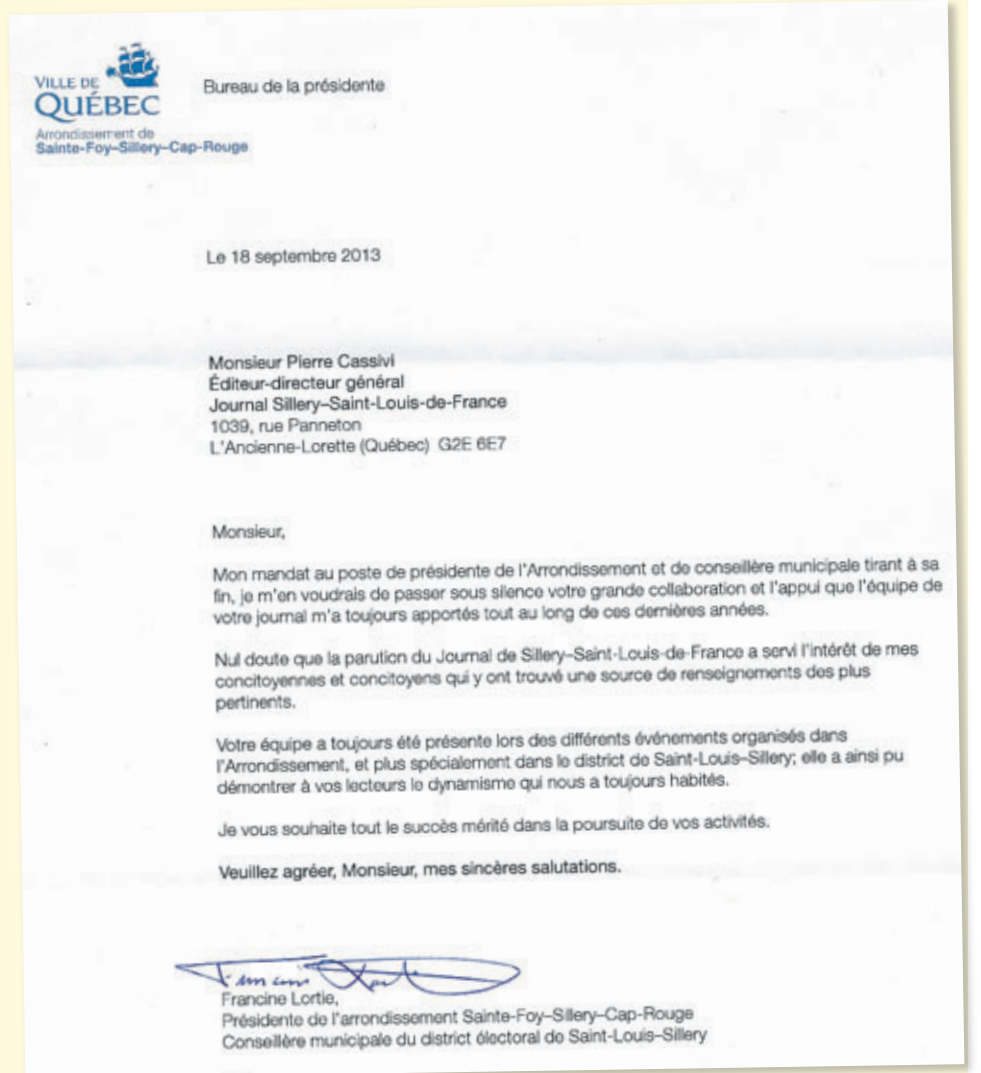 VILLE DE
QUÉBEC
Arrondissement de
Sainte-Foy–Sillery–Cap-Rouge
Bureau de la présidente
Le 18 septembre 2013
Monsieur Pierre Cassivi
Éditeur-directeur général
Journal Sillery–Saint-Louis-de-France
1039, rue Panneton
L'Ancienne-Lorette (Québec) G2E 6E7
Monsieur,
Mon mandat au poste de présidente de l'Arrondissement et de conseillère municipale tirant à sa
fin, je m'en voudrais de passer sous silence votre grande collaboration et l'appui que l'équipe de
votre journal m'a toujours apportés tout au long de ces dernières années.
Nul doute que la parution du Journal de Sillery–Saint-Louis-de-France a servi l'intérêt de mes
concitoyennes et concitoyens qui y ont trouvé une source de renseignements des plus
pertinents.
Votre équipe a toujours été présente lors des différents événements organisés dans
l'Arrondissement, et plus spécialement dans le district de Saint-Louis–Sillery; elle a ainsi pu
démontrer à vos lecteurs le dynamisme qui nous a toujours habités.
Je vous souhaite tout le succès mérité dans la poursuite de vos activités.
Veuillez agréer, Monsieur, mes sincères salutations.
Francine Lortie,
Présidente de l'arrondissement Sainte-Foy–Sillery–Cap-Rouge
Conseillère municipale du district électoral de Saint-Louis–Sillery